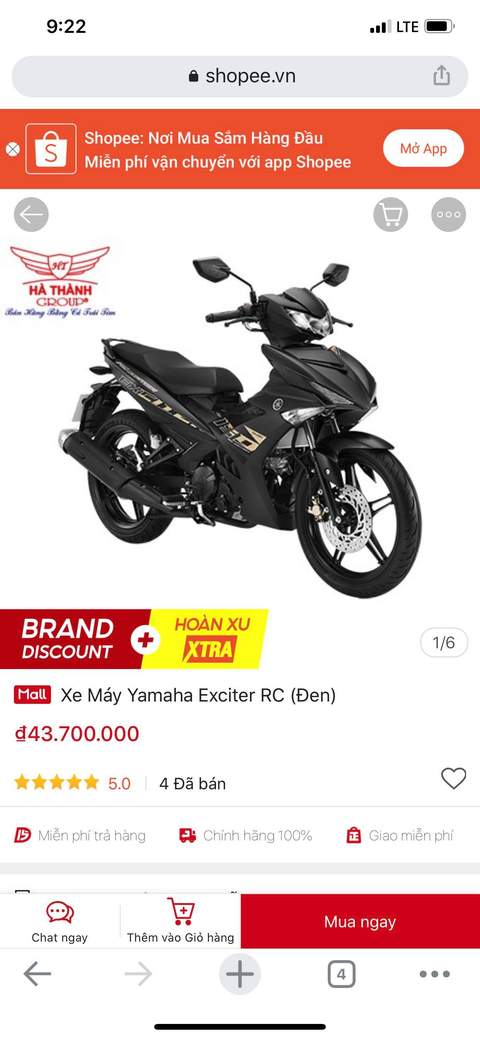 9:22
LTE
shopee.vn
Shopee: Nơi Mua Sắm Hàng Đầu
Miễn phí vận chuyển với app Shopee
Mở App
S
HT
HÀ THÀNH
GROUP®
Bán Hàng Bằng Cả Trái Tim
BRAND
DISCOUNT
+
HOÀN XU
XTRA
1/6
Mall Xe Máy Yamaha Exciter RC (Đen)
₫43.700.000
5.0
4 Đã bán
Miễn phí trả hàng
Chính hãng 100%
Giao miễn phí
Chat ngay
Thêm vào Giỏ hàng
Mua ngay
4